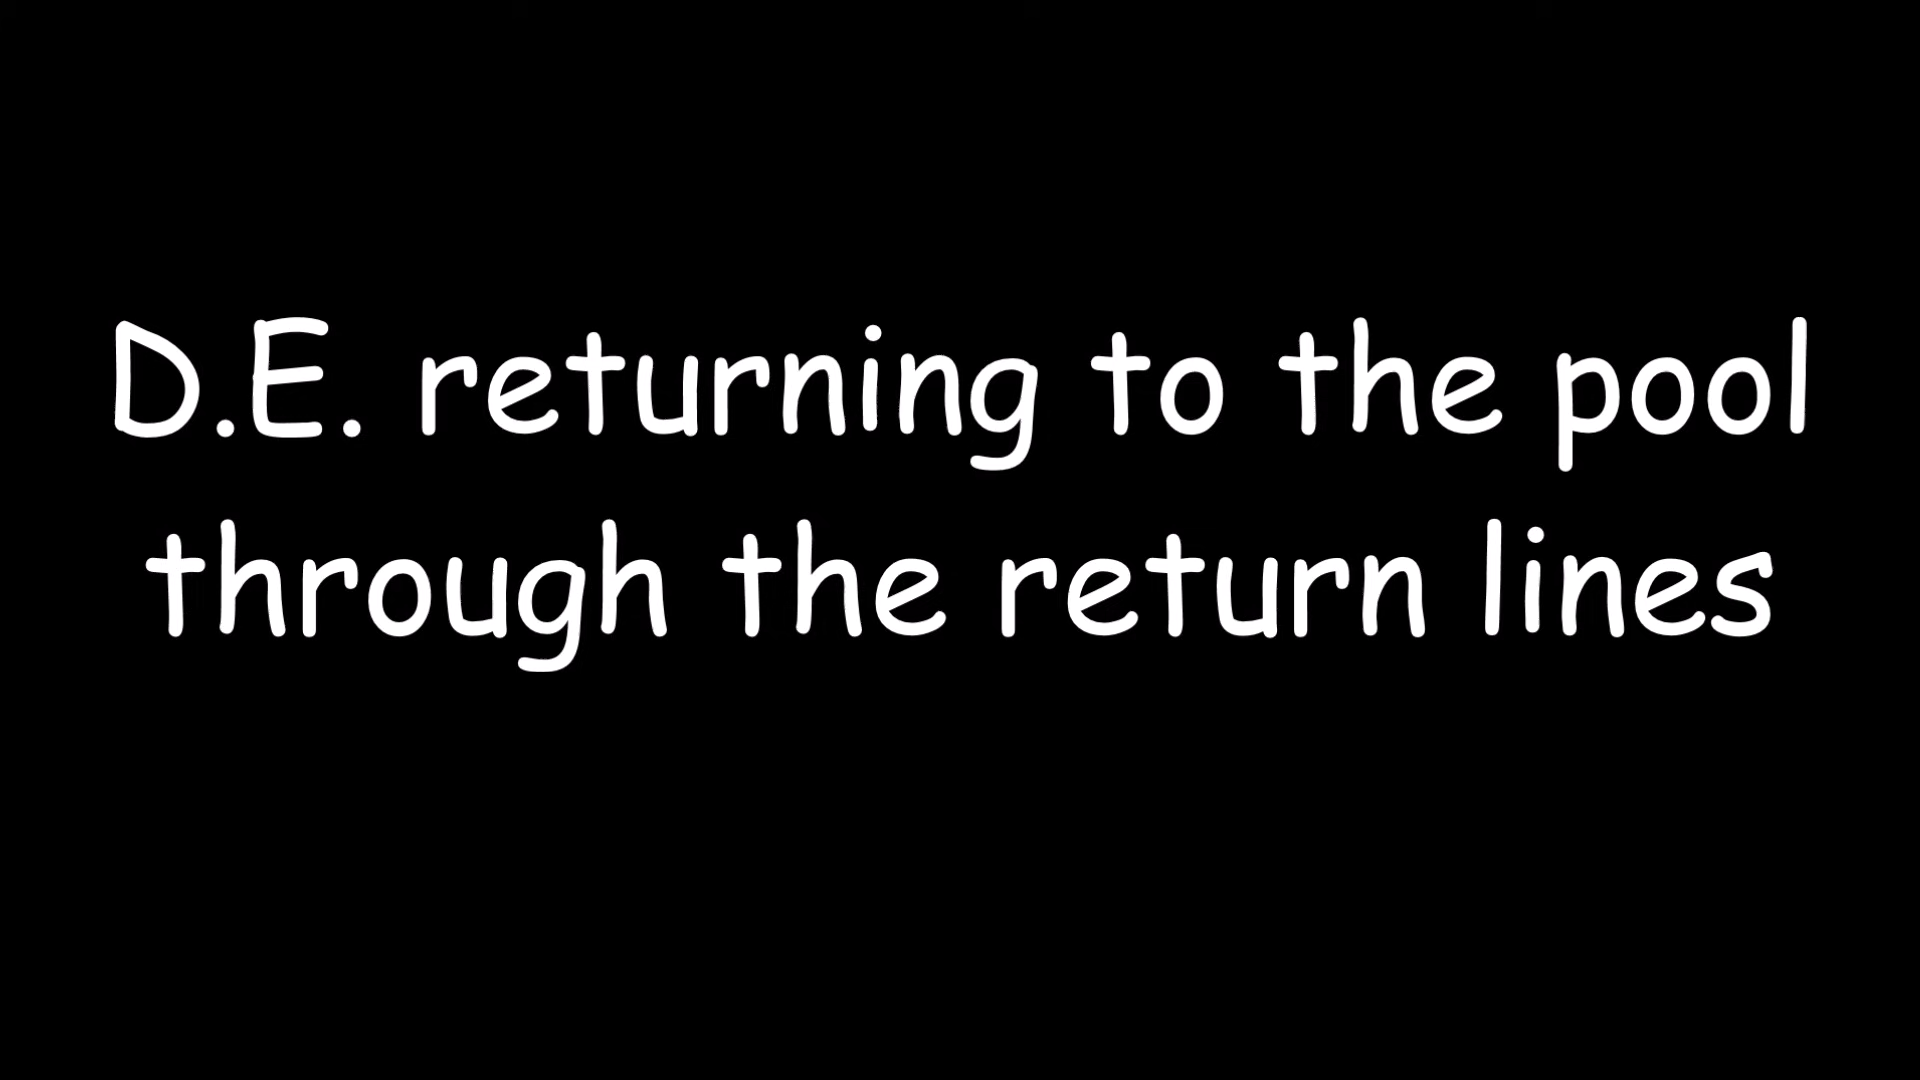 D.E. returning to the pool
through the return lines